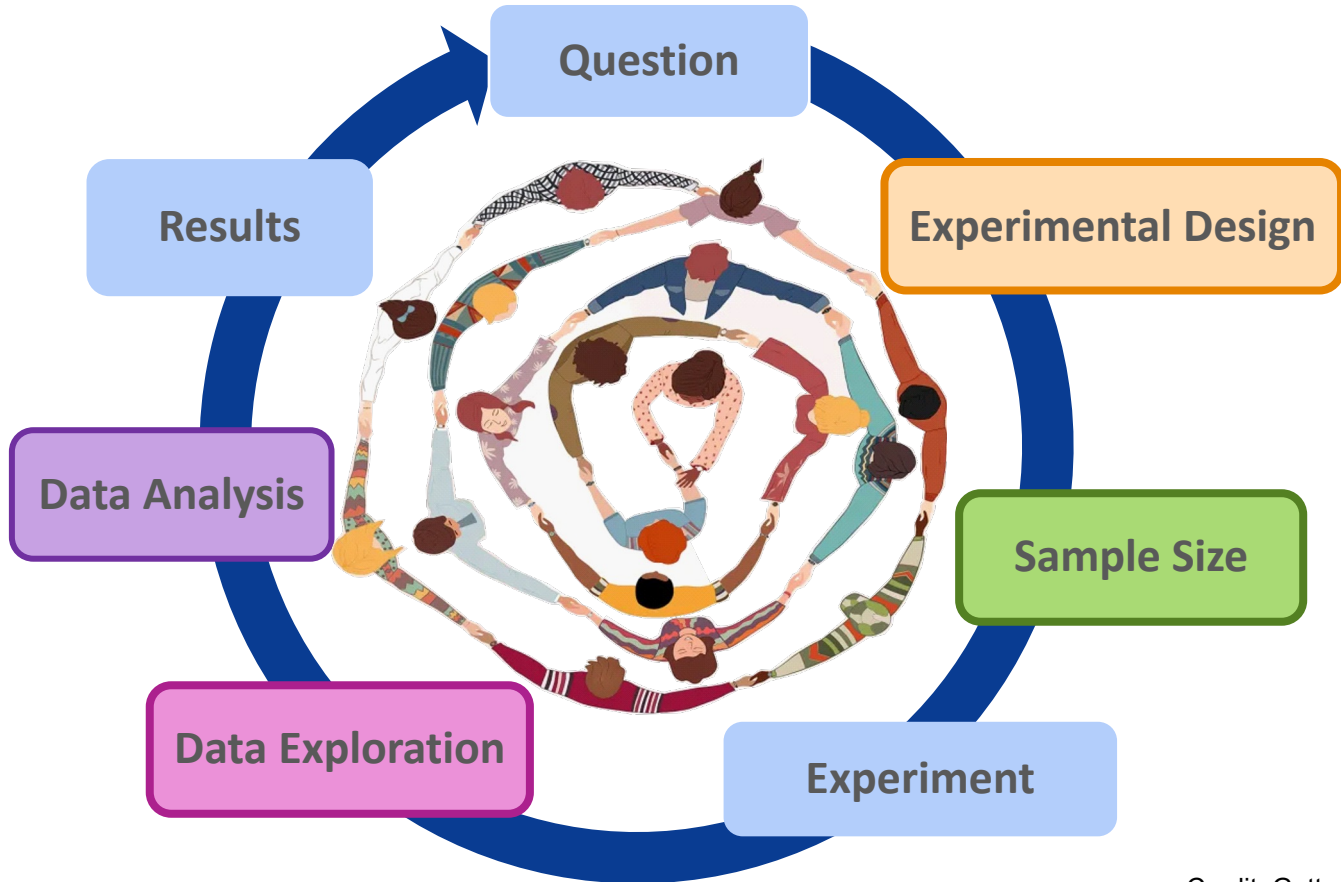 Question
Experimental Design
Sample Size
Experiment
Data Exploration
Data Analysis
Results